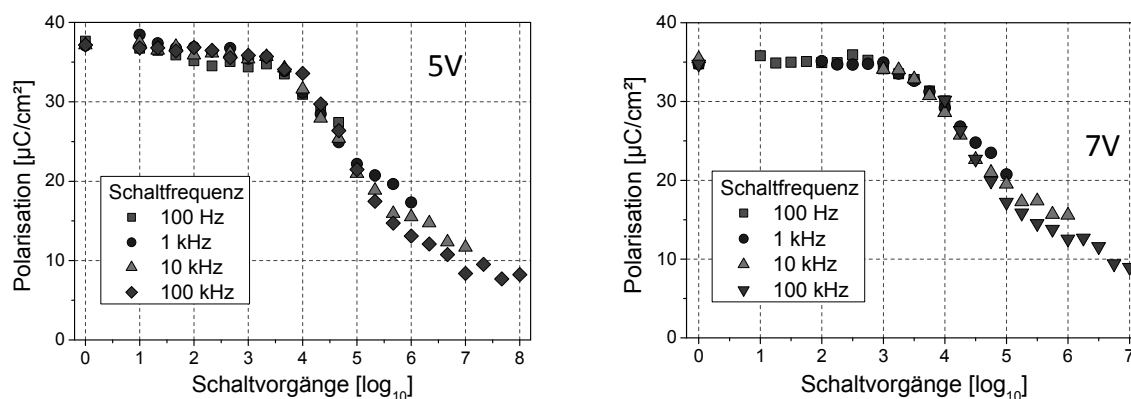 5V
Polarisation [µC/cm²]
40
30
20
10
0
Schaltfrequenz
100 Hz
1 kHz
10 kHz
100 kHz
0 1 2 3 4 5 6 7 8
Schaltvorgänge [log10]
7V
Polarisation [µC/cm²]
40
30
20
10
0
Schaltfrequenz
100 Hz
1 kHz
10 kHz
100 kHz
0 1 2 3 4 5 6 7
Schaltvorgänge [log10]